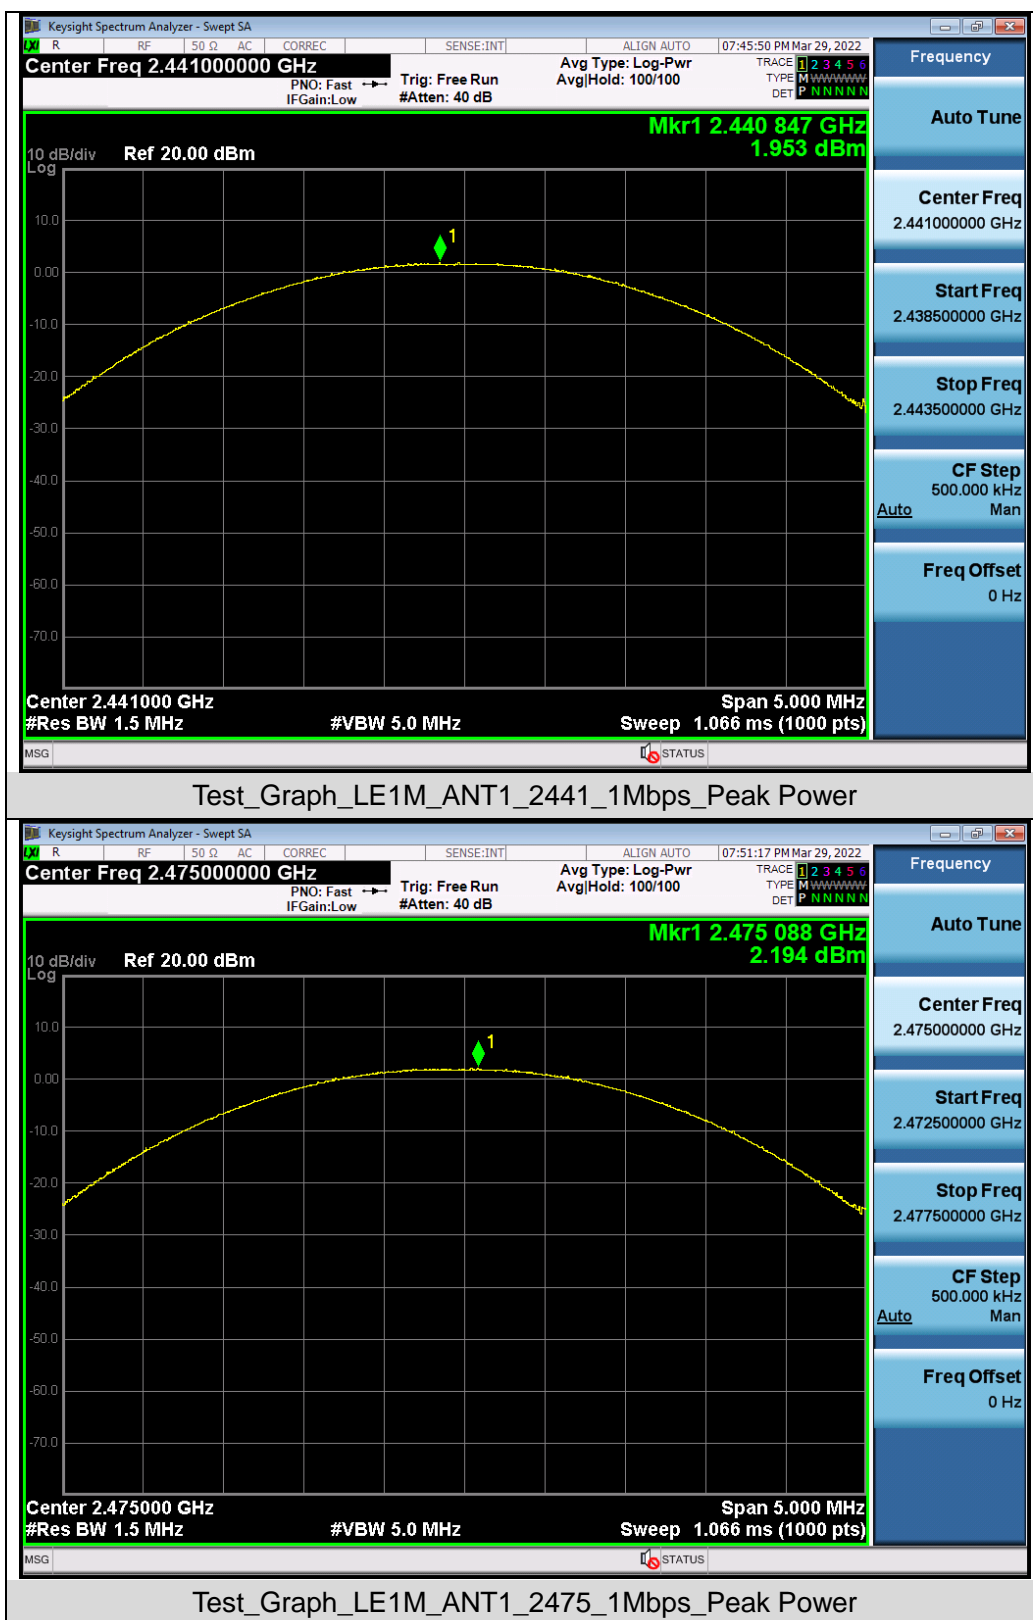 Keysight Spectrum Analyzer - Swept SA
LXI R RF 50 Ω AC CORREC SENSE:INT ALIGN AUTO 07:45:50 PM Mar 29, 2022
Center Freq 2.441000000 GHz
PNO: Fast
IFGain:Low
Trig: Free Run
#Atten: 40 dB
Avg Type: Log-Pwr
Avg|Hold: 100/100
TRACE 1 2 3 4 5 6
TYPE M WWWWW
DET P N N N N N
Mkr1 2.440 847 GHz
1.953 dBm
10 dB/div Ref 20.00 dBm
Log
10.0
1
0.00
-10.0
-20.0
-30.0
-40.0
-50.0
-60.0
-70.0
Center 2.441000 GHz Span 5.000 MHz
#Res BW 1.5 MHz #VBW 5.0 MHz Sweep 1.066 ms (1000 pts)
MSG STATUS
Frequency
Auto Tune
Center Freq
2.441000000 GHz
Start Freq
2.438500000 GHz
Stop Freq
2.443500000 GHz
CF Step
500.000 kHz
Auto Man
Freq Offset
0 Hz
Test_Graph_LE1M_ANT1_2441_1Mbps_Peak Power
Keysight Spectrum Analyzer - Swept SA
LXI R RF 50 Ω AC CORREC SENSE:INT ALIGN AUTO 07:51:17 PM Mar 29, 2022
Center Freq 2.475000000 GHz
PNO: Fast
IFGain:Low
Trig: Free Run
#Atten: 40 dB
Avg Type: Log-Pwr
Avg|Hold: 100/100
TRACE 1 2 3 4 5 6
TYPE M WWWWW
DET P N N N N N
Mkr1 2.475 088 GHz
2.194 dBm
10 dB/div Ref 20.00 dBm
Log
10.0
1
0.00
-10.0
-20.0
-30.0
-40.0
-50.0
-60.0
-70.0
Center 2.475000 GHz Span 5.000 MHz
#Res BW 1.5 MHz #VBW 5.0 MHz Sweep 1.066 ms (1000 pts)
MSG STATUS
Frequency
Auto Tune
Center Freq
2.475000000 GHz
Start Freq
2.472500000 GHz
Stop Freq
2.477500000 GHz
CF Step
500.000 kHz
Auto Man
Freq Offset
0 Hz
Test_Graph_LE1M_ANT1_2475_1Mbps_Peak Power